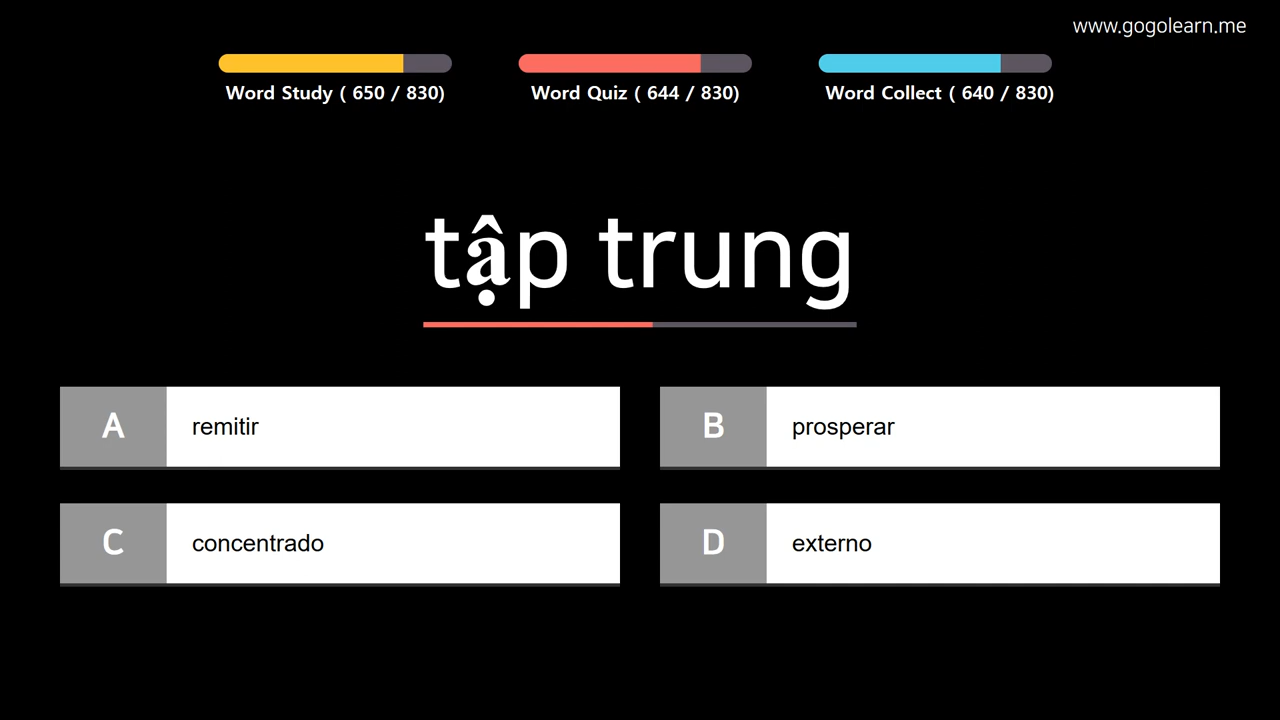 www.gogolearn.me
Word Study ( 650 / 830)
Word Quiz ( 644 / 830)
Word Collect ( 640 / 830)
tập trung
A remitir
B prosperar
C concentrado
D externo